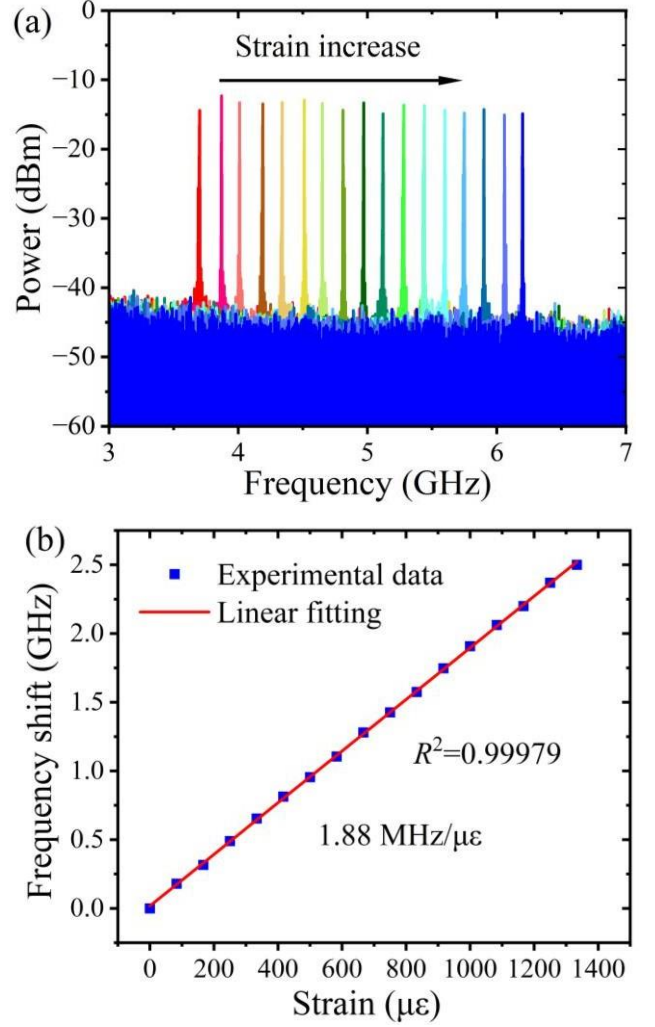 (a)
0
−10
−20
−30
−40
−50
−60
Power (dBm)
Strain increase
3 4 5 6 7
Frequency (GHz)
(b)
2.5
2.0
1.5
1.0
0.5
0.0
Frequency shift (GHz)
Experimental data
Linear fitting
R²=0.99979
1.88 MHz/με
0 200 400 600 800 1000 1200 1400
Strain (με)